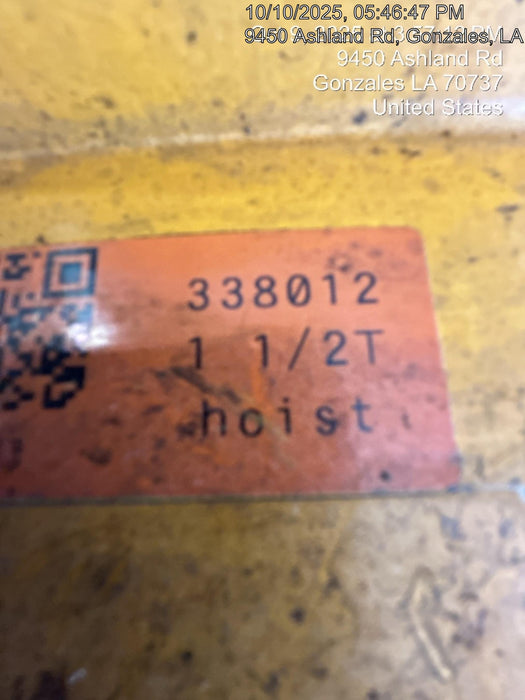 10/10/2025, 05:46:47 PM
9450 Ashland Rd, Gonzales, LA
9450 Ashland Rd
Gonzales LA 70737
United States
338012
1 1/2T
hoist